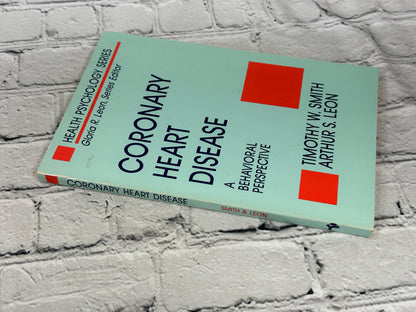 HEALTH PSYCHOLOGY SERIES
Gloria R. Leon, Series Editor
CORONARY
HEART
DISEASE
A
BEHAVIORAL
PERSPECTIVE
TIMOTHY W. SMITH
ARTHUR S. LEON
CORONARY HEART DISEASE
SMITH & LEON